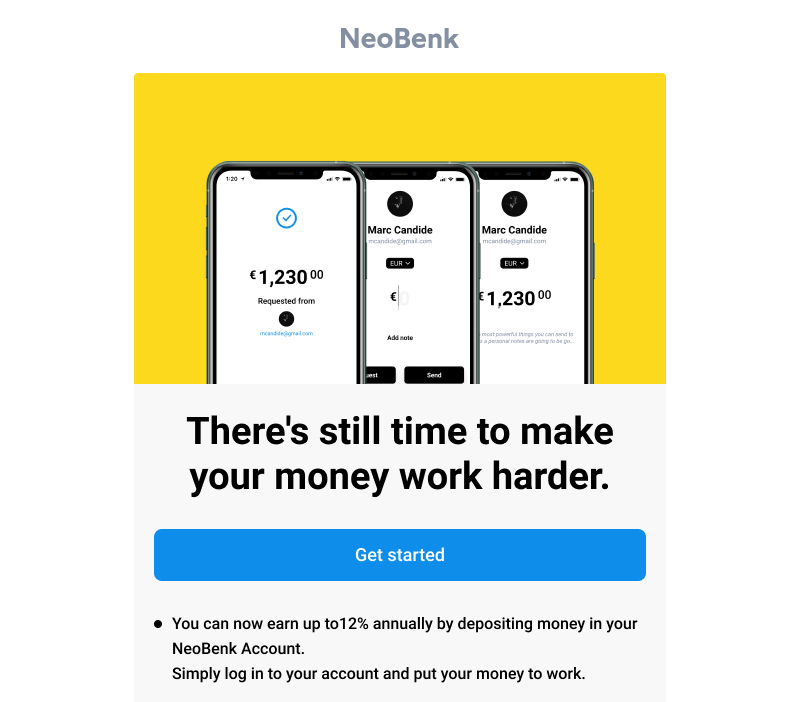 NeoBenk
1:20
€ 1,230 00
Requested from
mcandide@gmail.com
Marc Candide
mcandide@gmail.com
EUR
€
Add note
uest
Send
Marc Candide
mcandide@gmail.com
EUR
€ 1,230 00
most powerful things you can send to
s a personal notes are going to be go...
There's still time to make
your money work harder.
Get started
You can now earn up to12% annually by depositing money in your
NeoBenk Account.
Simply log in to your account and put your money to work.